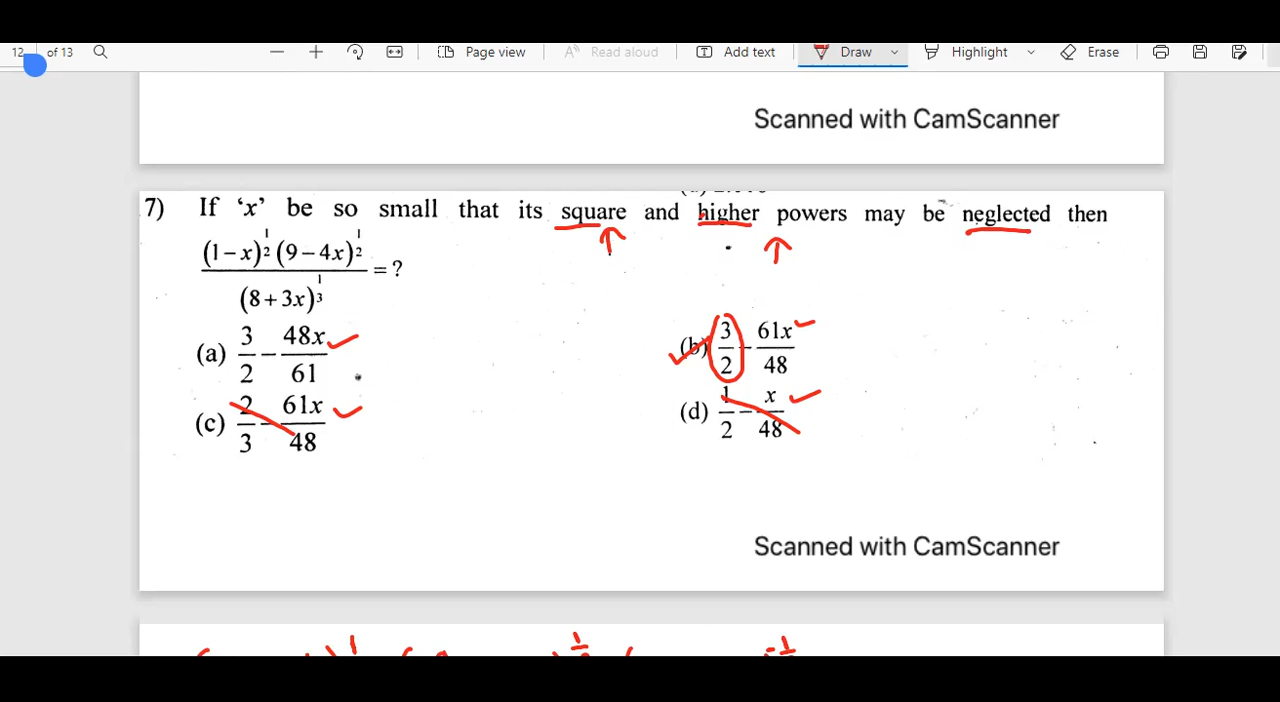 12 of 13 Page view Read aloud Add text Draw Highlight Erase
Scanned with CamScanner
7) If ‘x’ be so small that its square and higher powers may be neglected then
(1 − x)^{1/2} (9 − 4x)^{1/2} / (8 + 3x)^{1/3} = ?
(a) 3/2 − 48x/61 (b) 3/2 − 61x/48
(c) 2/3 − 61x/48 (d) 1/2 − x/48
Scanned with CamScanner